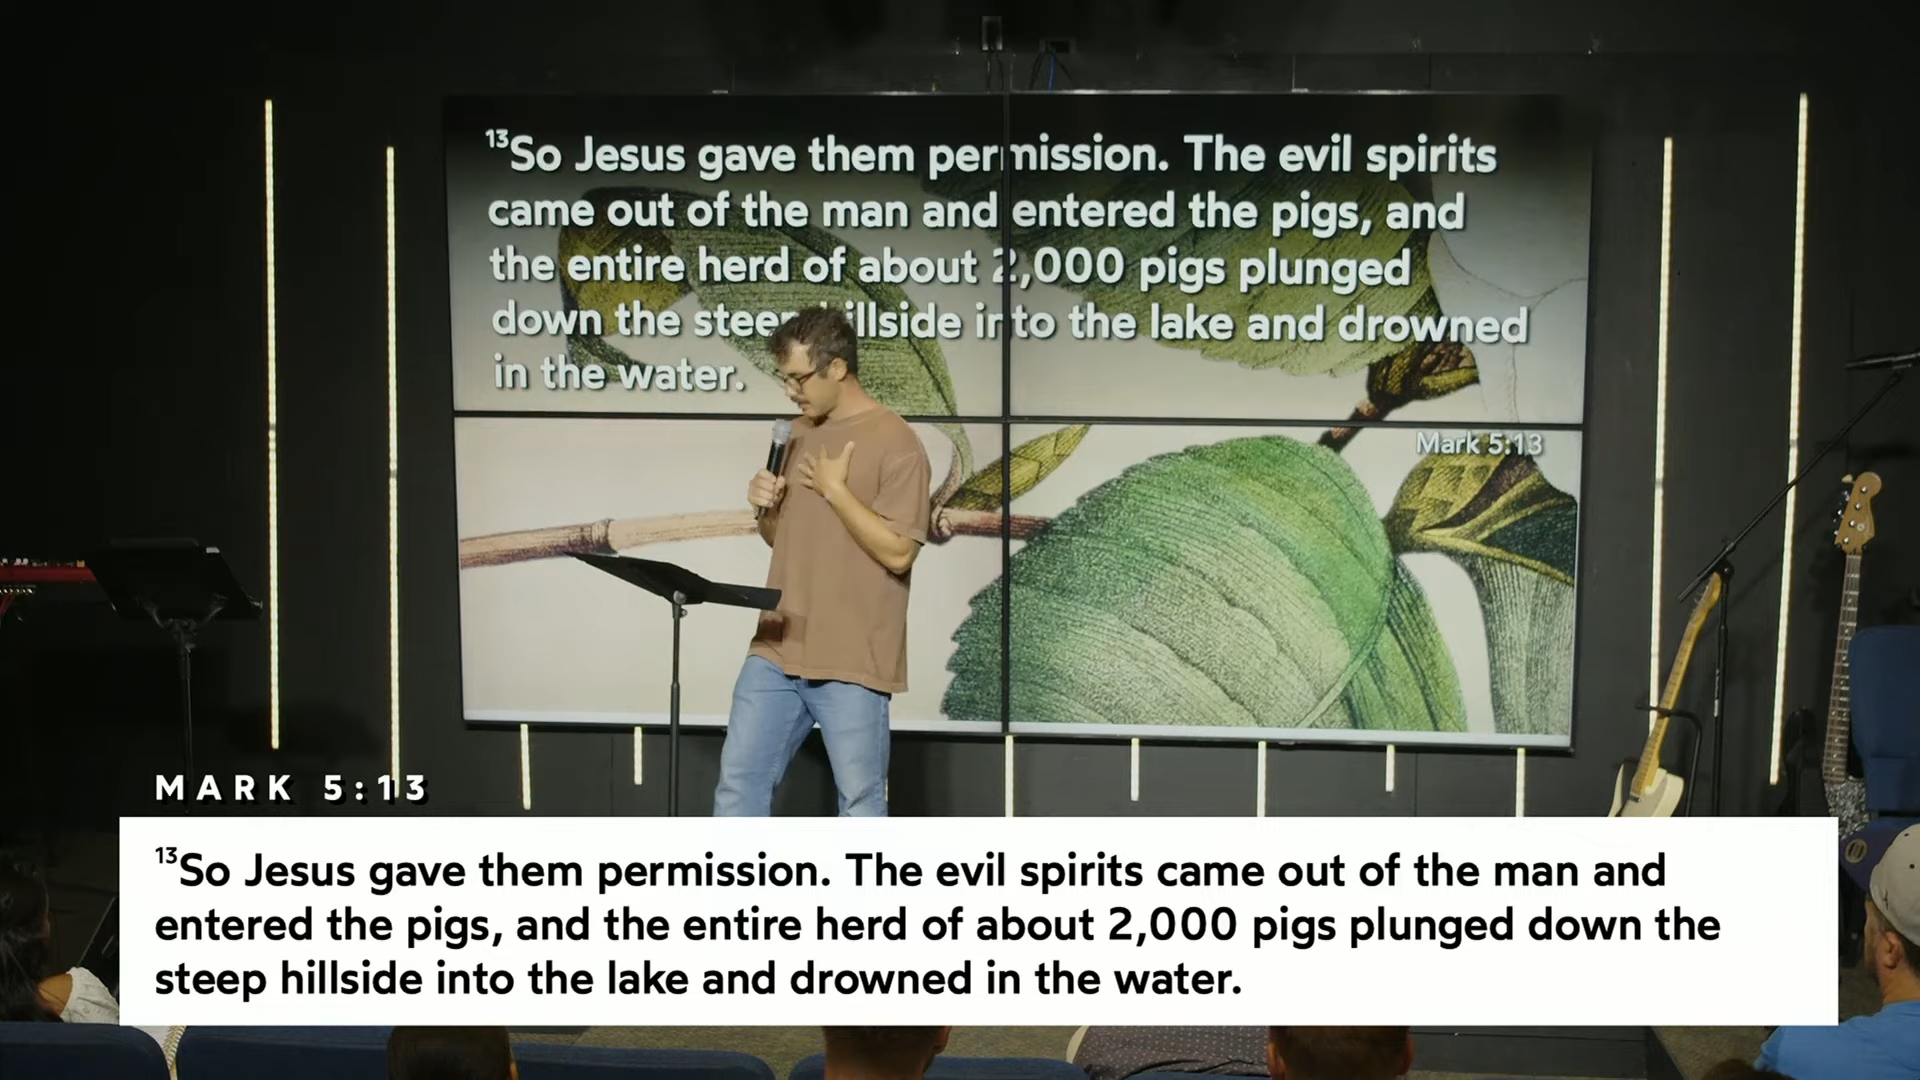 13So Jesus gave them permission. The evil spirits
came out of the man and entered the pigs, and
the entire herd of about 2,000 pigs plunged
down the steep hillside into the lake and drowned
in the water.
Mark 5:13
MARK 5:13
13So Jesus gave them permission. The evil spirits came out of the man and
entered the pigs, and the entire herd of about 2,000 pigs plunged down the
steep hillside into the lake and drowned in the water.